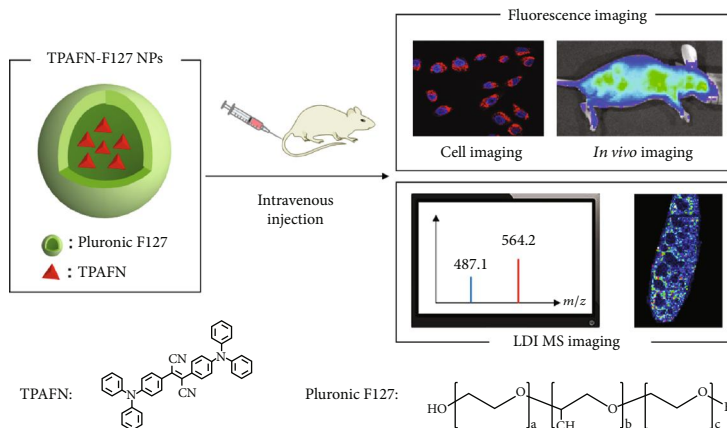 TPAFN-F127 NPs
: Pluronic F127
: TPAFN
Intravenous
injection
Fluorescence imaging
Cell imaging
In vivo imaging
564.2
487.1
m/z
LDI MS imaging
TPAFN:
N
CN
CN
N
Pluronic F127:
HO
O
a
O
b
CH
O
c